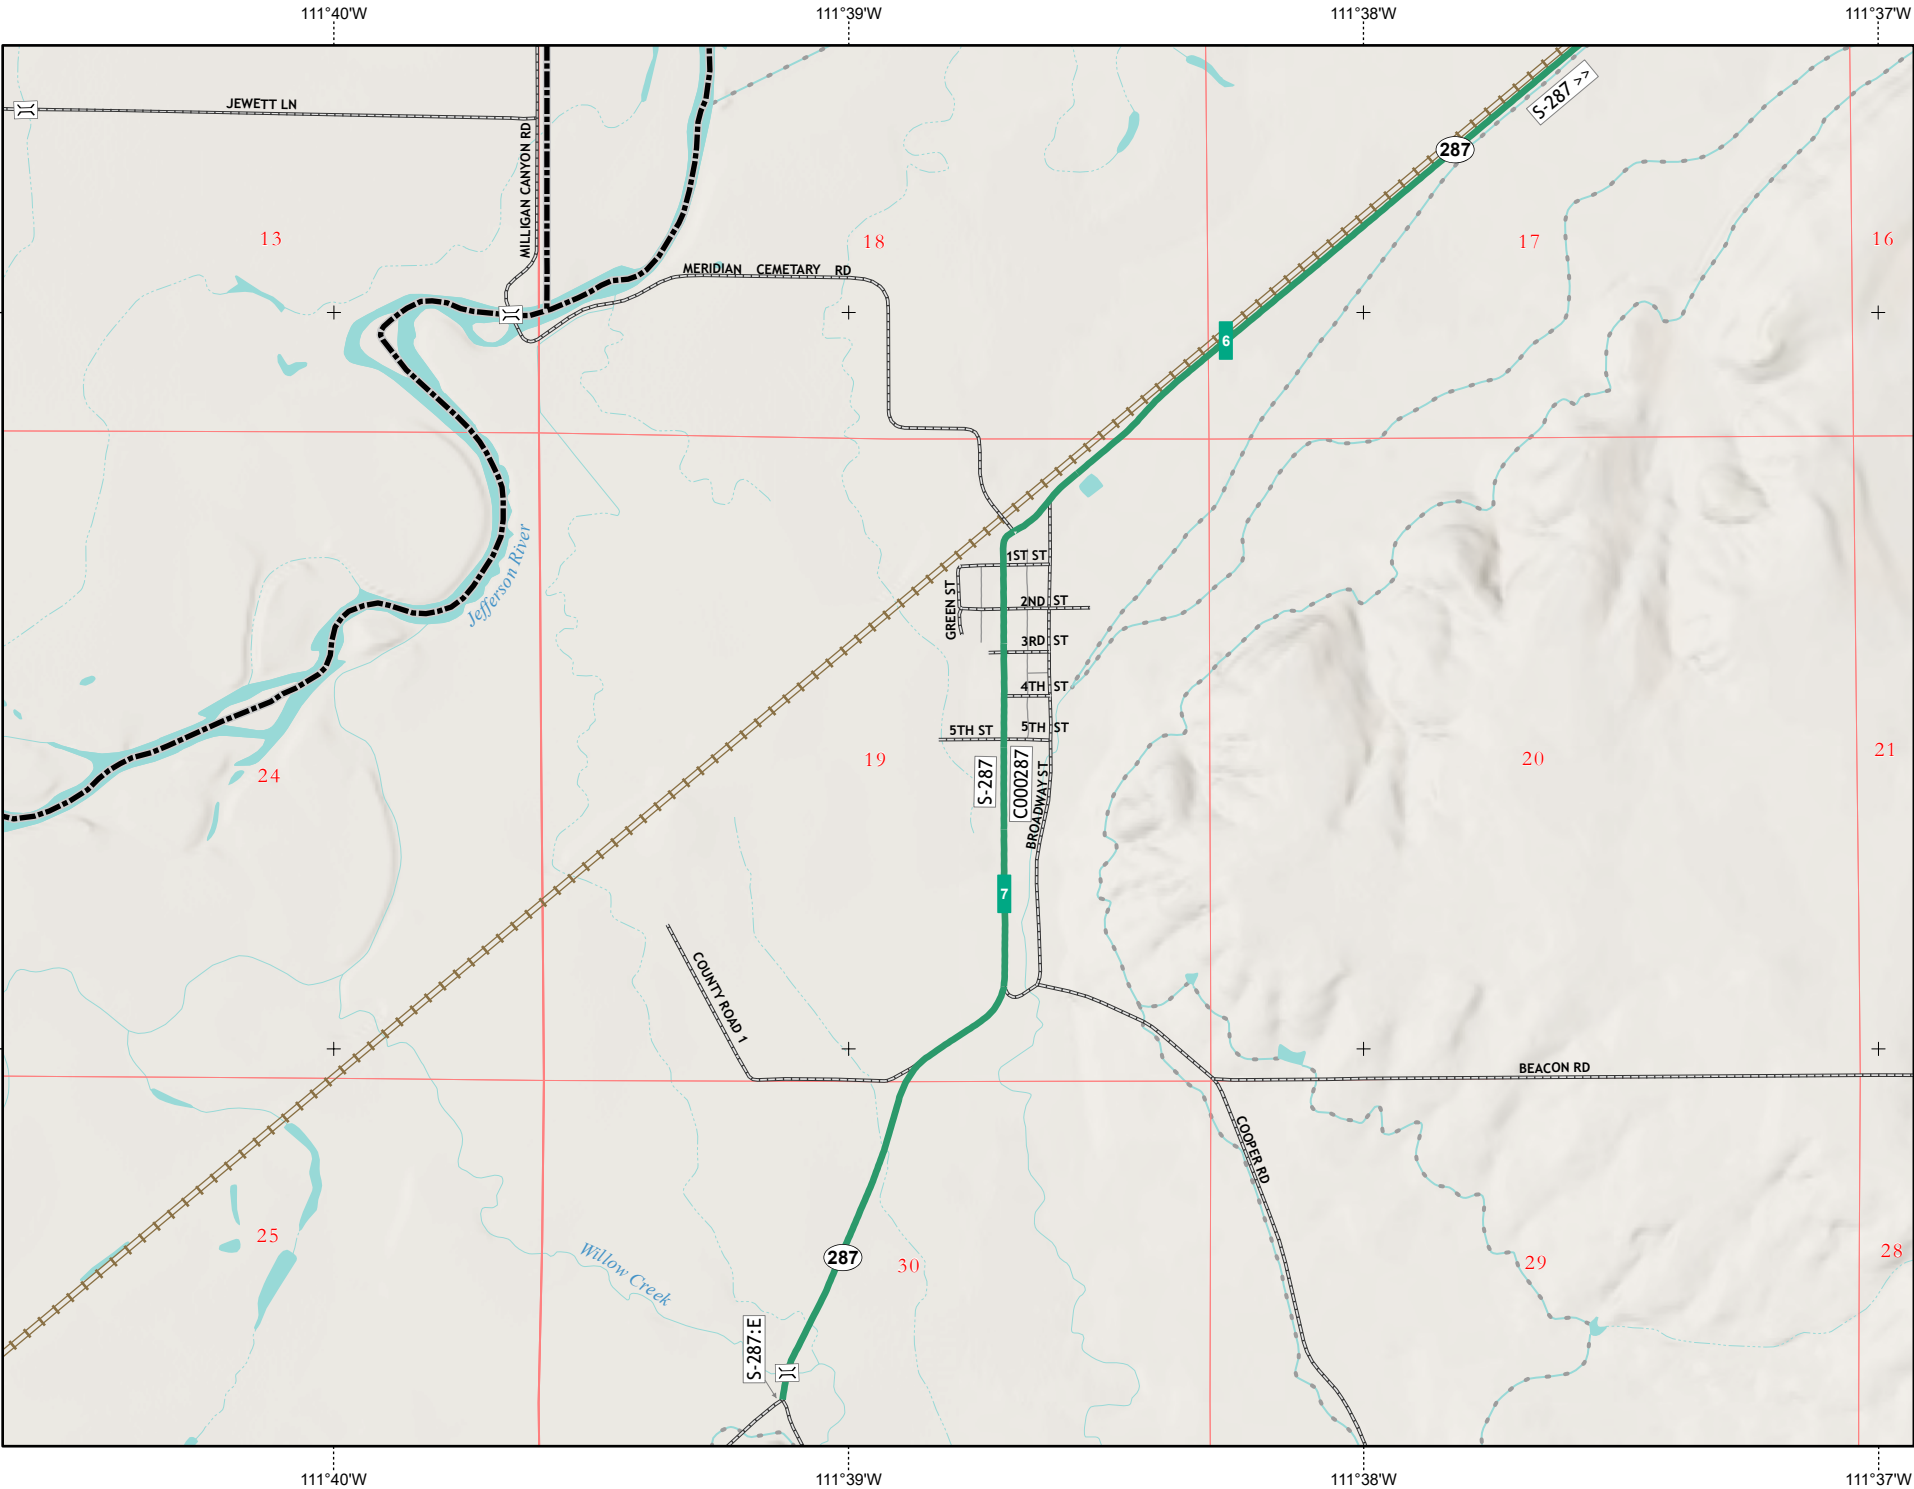 111°40'W
111°39'W
111°38'W
111°37'W
S-287 >>
JEWETT LN
MILLIGAN CANYON RD
287
13
18
17
16
MERIDIAN CEMETARY RD
6
Jefferson River
1ST ST
GREEN ST
2ND ST
3RD ST
4TH ST
5TH ST
5TH ST
24
19
S-287
C000287
BROADWAY ST
20
21
7
COUNTY ROAD 1
BEACON RD
COOPER RD
25
Willow Creek
287
30
29
28
S-287:E
111°40'W
111°39'W
111°38'W
111°37'W